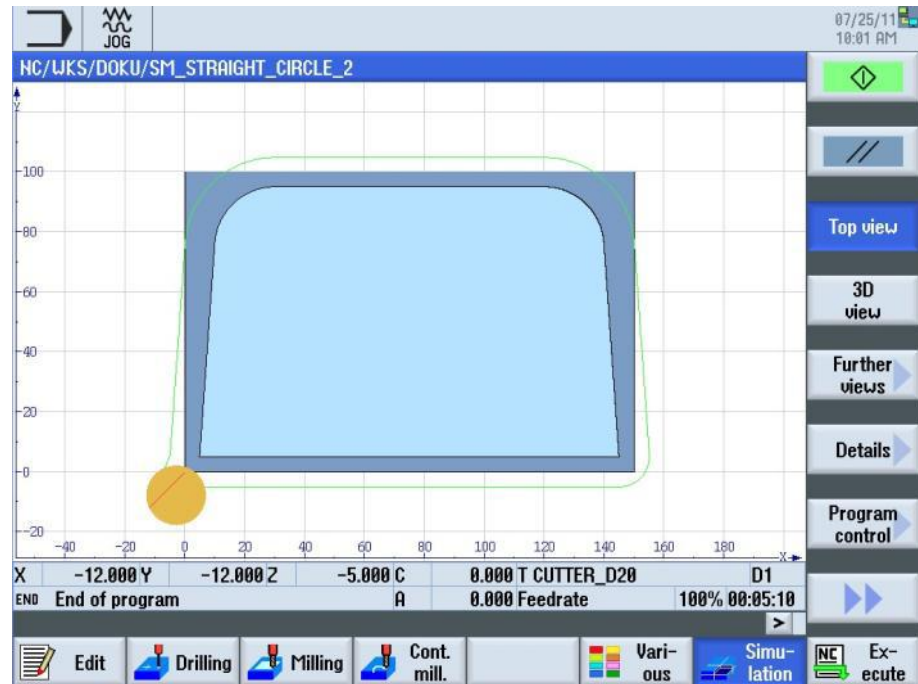 07/25/11
10:01 AM
JOG
NC/WKS/DOKU/SM_STRAIGHT_CIRCLE_2
Y
100
80
60
40
20
0
-20
-40 -20 0 20 40 60 80 100 120 140 160 180 X
X -12.000 Y -12.000 Z -5.000 C 0.000 T CUTTER_D20 D1
END End of program A 0.000 Feedrate 100% 00:05:10
>
Top view
3D
view
Further
views
Details
Program
control
Edit
Drilling
Milling
Cont.
mill.
Vari-
ous
Simu-
lation
NC
Ex-
ecute